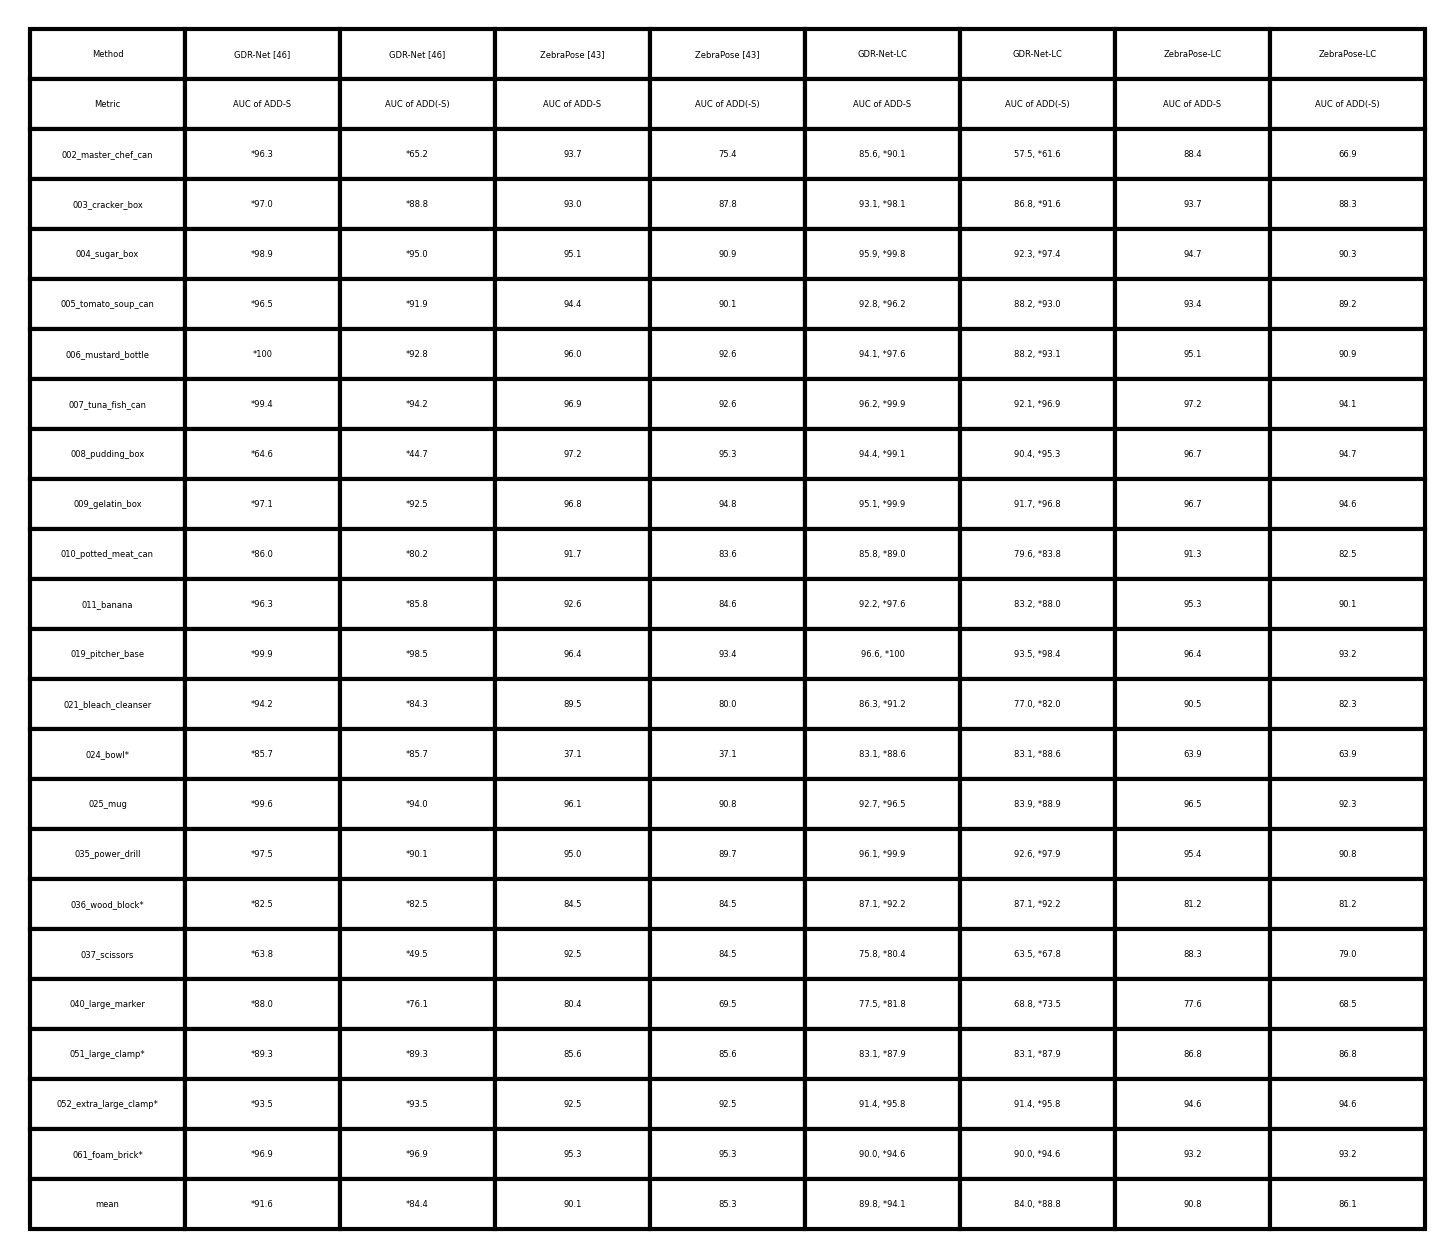 Method GDR-Net [46] GDR-Net [46] ZebraPose [43] ZebraPose [43] GDR-Net-LC GDR-Net-LC ZebraPose-LC ZebraPose-LC
Metric AUC of ADD-S AUC of ADD(-S) AUC of ADD-S AUC of ADD(-S) AUC of ADD-S AUC of ADD(-S) AUC of ADD-S AUC of ADD(-S)
002_master_chef_can *96.3 *65.2 93.7 75.4 85.6, *90.1 57.5, *61.6 88.4 66.9
003_cracker_box *97.0 *88.8 93.0 87.8 93.1, *98.1 86.8, *91.6 93.7 88.3
004_sugar_box *98.9 *95.0 95.1 90.9 95.9, *99.8 92.3, *97.4 94.7 90.3
005_tomato_soup_can *96.5 *91.9 94.4 90.1 92.8, *96.2 88.2, *93.0 93.4 89.2
006_mustard_bottle *100 *92.8 96.0 92.6 94.1, *97.6 88.2, *93.1 95.1 90.9
007_tuna_fish_can *99.4 *94.2 96.9 92.6 96.2, *99.9 92.1, *96.9 97.2 94.1
008_pudding_box *64.6 *44.7 97.2 95.3 94.4, *99.1 90.4, *95.3 96.7 94.7
009_gelatin_box *97.1 *92.5 96.8 94.8 95.1, *99.9 91.7, *96.8 96.7 94.6
010_potted_meat_can *86.0 *80.2 91.7 83.6 85.8, *89.0 79.6, *83.8 91.3 82.5
011_banana *96.3 *85.8 92.6 84.6 92.2, *97.6 83.2, *88.0 95.3 90.1
019_pitcher_base *99.9 *98.5 96.4 93.4 96.6, *100 93.5, *98.4 96.4 93.2
021_bleach_cleanser *94.2 *84.3 89.5 80.0 86.3, *91.2 77.0, *82.0 90.5 82.3
024_bowl* *85.7 *85.7 37.1 37.1 83.1, *88.6 83.1, *88.6 63.9 63.9
025_mug *99.6 *94.0 96.1 90.8 92.7, *96.5 83.9, *88.9 96.5 92.3
035_power_drill *97.5 *90.1 95.0 89.7 96.1, *99.9 92.6, *97.9 95.4 90.8
036_wood_block* *82.5 *82.5 84.5 84.5 87.1, *92.2 87.1, *92.2 81.2 81.2
037_scissors *63.8 *49.5 92.5 84.5 75.8, *80.4 63.5, *67.8 88.3 79.0
040_large_marker *88.0 *76.1 80.4 69.5 77.5, *81.8 68.8, *73.5 77.6 68.5
051_large_clamp* *89.3 *89.3 85.6 85.6 83.1, *87.9 83.1, *87.9 86.8 86.8
052_extra_large_clamp* *93.5 *93.5 92.5 92.5 91.4, *95.8 91.4, *95.8 94.6 94.6
061_foam_brick* *96.9 *96.9 95.3 95.3 90.0, *94.6 90.0, *94.6 93.2 93.2
mean *91.6 *84.4 90.1 85.3 89.8, *94.1 84.0, *88.8 90.8 86.1